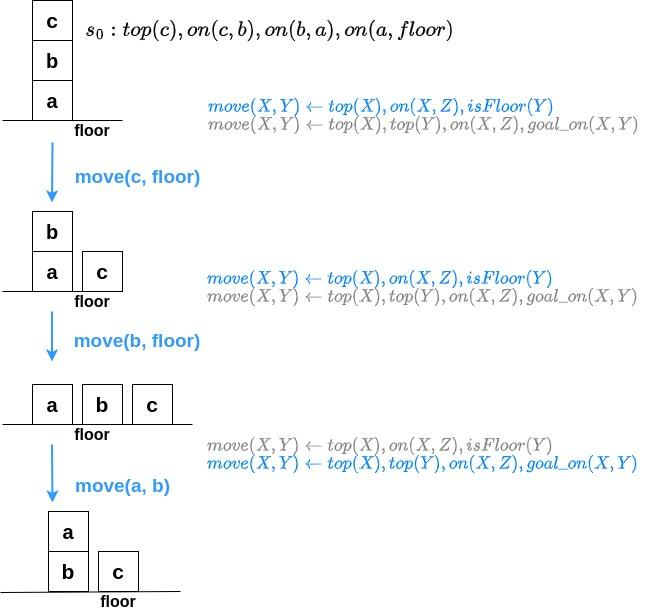 c
s₀ : top(c), on(c, b), on(b, a), on(a, floor)
b
a
move(X, Y) ← top(X), on(X, Z), isFloor(Y)
move(X, Y) ← top(X), top(Y), on(X, Z), goal_on(X, Y)
floor
move(c, floor)
b
a c
move(X, Y) ← top(X), on(X, Z), isFloor(Y)
move(X, Y) ← top(X), top(Y), on(X, Z), goal_on(X, Y)
floor
move(b, floor)
a b c
floor
move(X, Y) ← top(X), on(X, Z), isFloor(Y)
move(X, Y) ← top(X), top(Y), on(X, Z), goal_on(X, Y)
move(a, b)
a
b c
floor